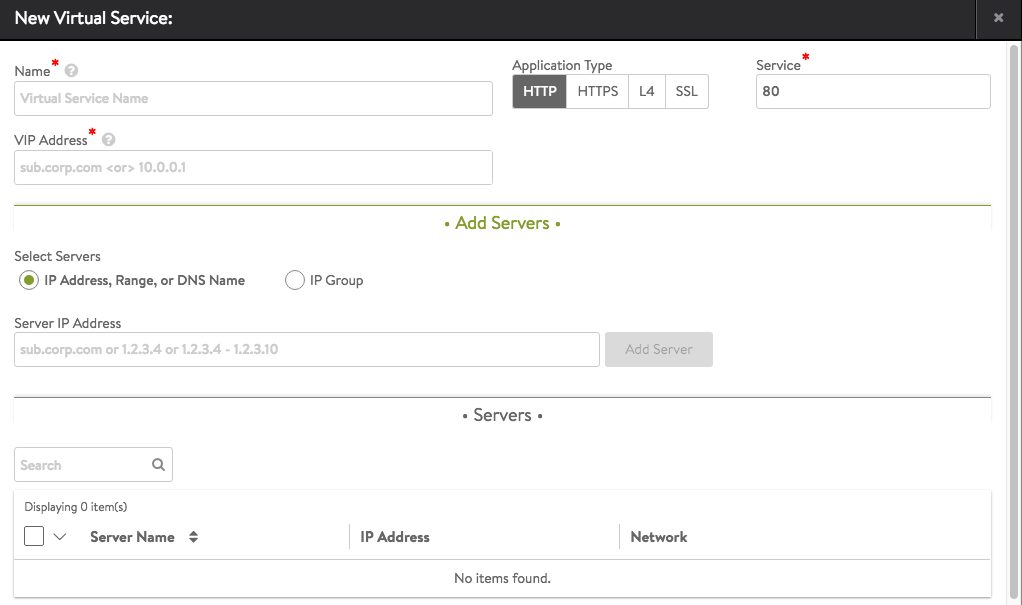 New Virtual Service:
Name* ?
Application Type
Service*
Virtual Service Name
HTTP HTTPS L4 SSL
80
VIP Address* ?
sub.corp.com <or> 10.0.0.1
• Add Servers •
Select Servers
IP Address, Range, or DNS Name
IP Group
Server IP Address
sub.corp.com or 1.2.3.4 or 1.2.3.4 - 1.2.3.10
Add Server
• Servers •
Search
Displaying 0 item(s)
Server Name
IP Address
Network
No items found.